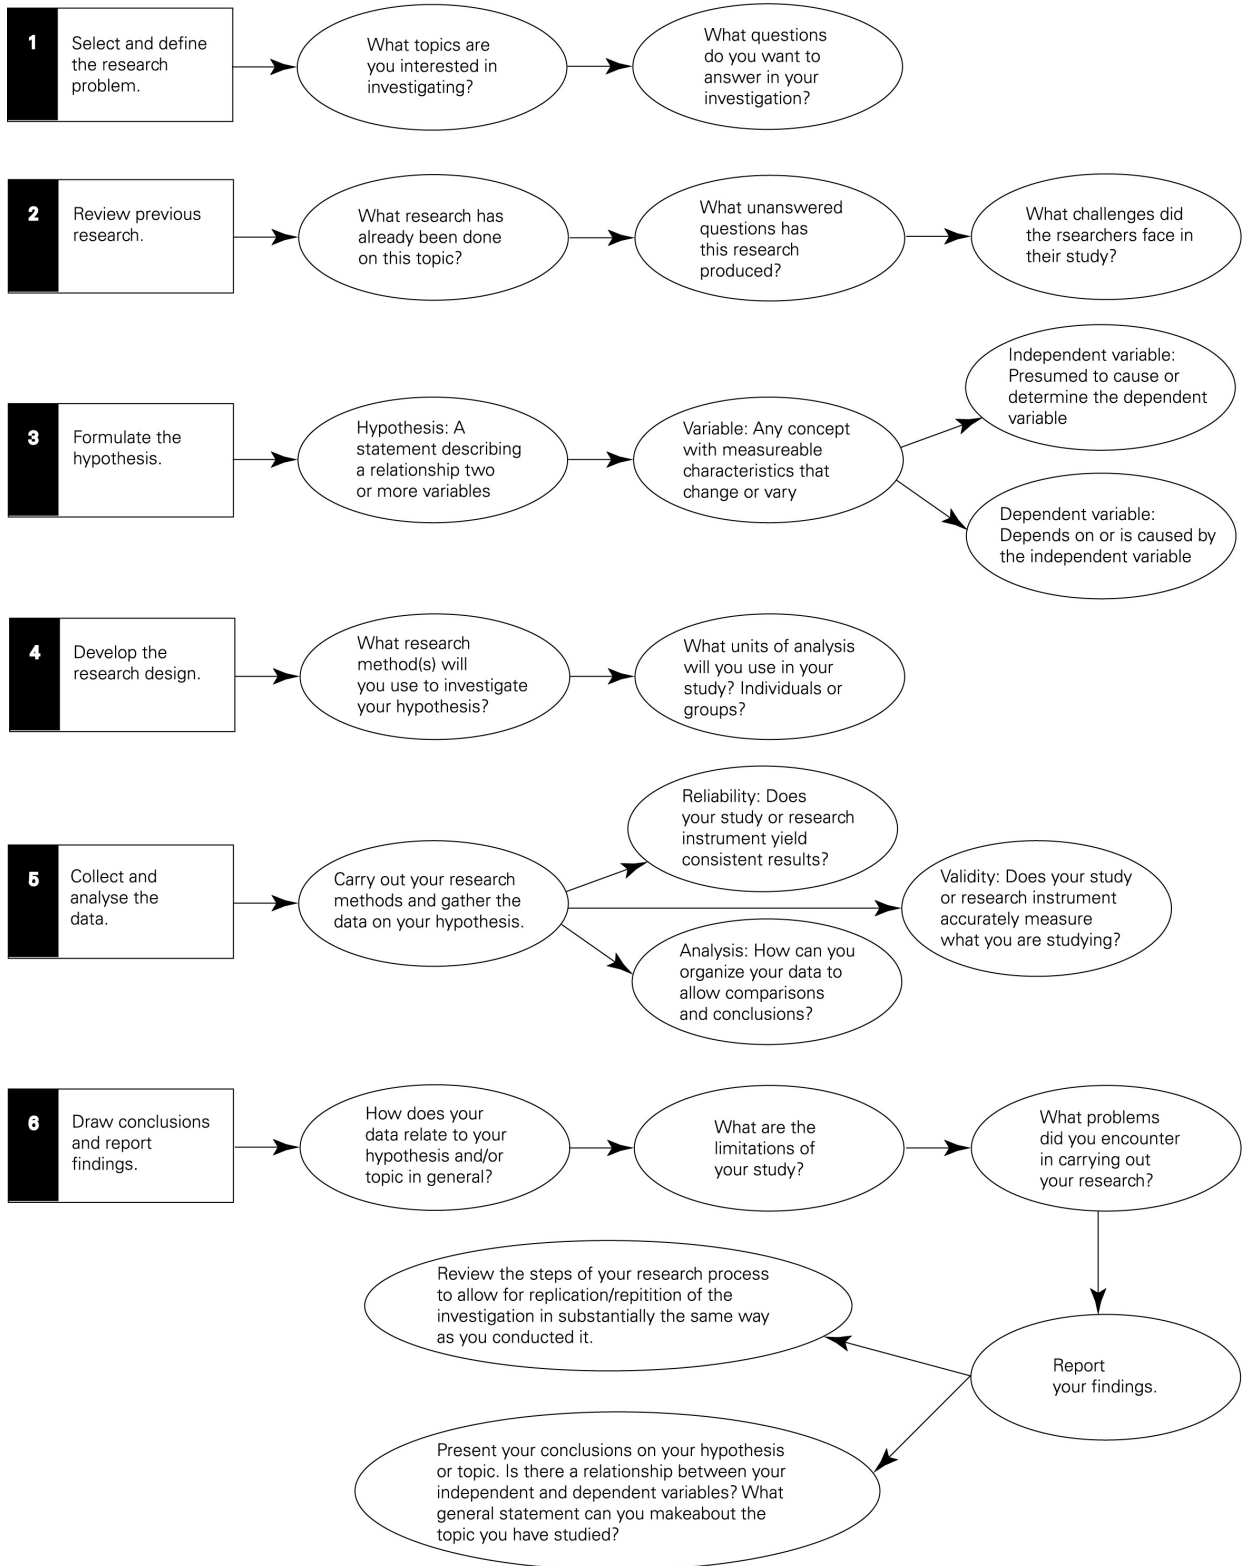 1
Select and define
the research
problem.
What topics are
you interested in
investigating?
What questions
do you want to
answer in your
investigation?
2
Review previous
research.
What research has
already been done
on this topic?
What unanswered
questions has
this research
produced?
What challenges did
the rsearchers face in
their study?
3
Formulate the
hypothesis.
Hypothesis: A
statement describing
a relationship two
or more variables
Variable: Any concept
with measureable
characteristics that
change or vary
Independent variable:
Presumed to cause or
determine the dependent
variable
Dependent variable:
Depends on or is caused by
the independent variable
4
Develop the
research design.
What research
method(s) will
you use to investigate
your hypothesis?
What units of analysis
will you use in your
study? Individuals or
groups?
5
Collect and
analyse the
data.
Carry out your research
methods and gather the
data on your hypothesis.
Reliability: Does
your study or research
instrument yield
consistent results?
Validity: Does your study
or research instrument
accurately measure
what you are studying?
Analysis: How can you
organize your data to
allow comparisons
and conclusions?
6
Draw conclusions
and report
findings.
How does your
data relate to your
hypothesis and/or
topic in general?
What are the
limitations of
your study?
What problems
did you encounter
in carrying out
your research?
Report
your findings.
Review the steps of your research process
to allow for replication/repitition of the
investigation in substantially the same way
as you conducted it.
Present your conclusions on your hypothesis
or topic. Is there a relationship between your
independent and dependent variables? What
general statement can you makeabout the
topic you have studied?